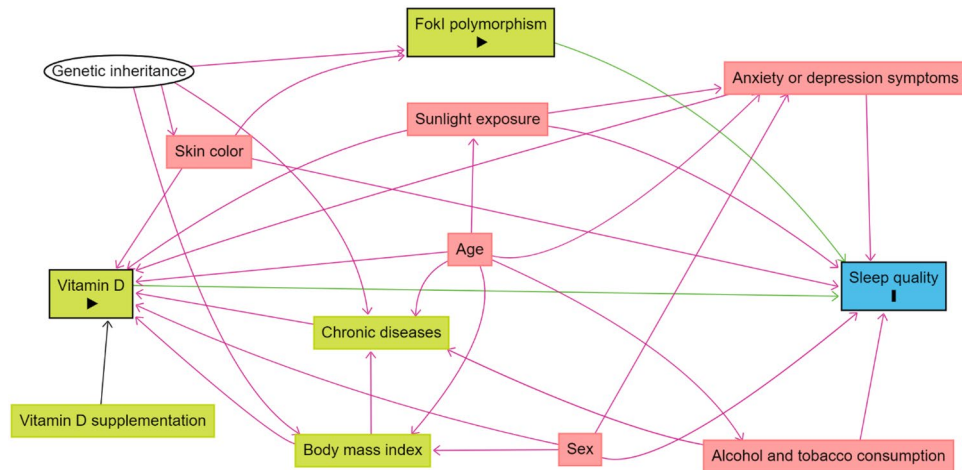 FokI polymorphism
Genetic inheritance
Anxiety or depression symptoms
Sunlight exposure
Skin color
Age
Vitamin D
Sleep quality
Chronic diseases
Vitamin D supplementation
Body mass index
Sex
Alcohol and tobacco consumption